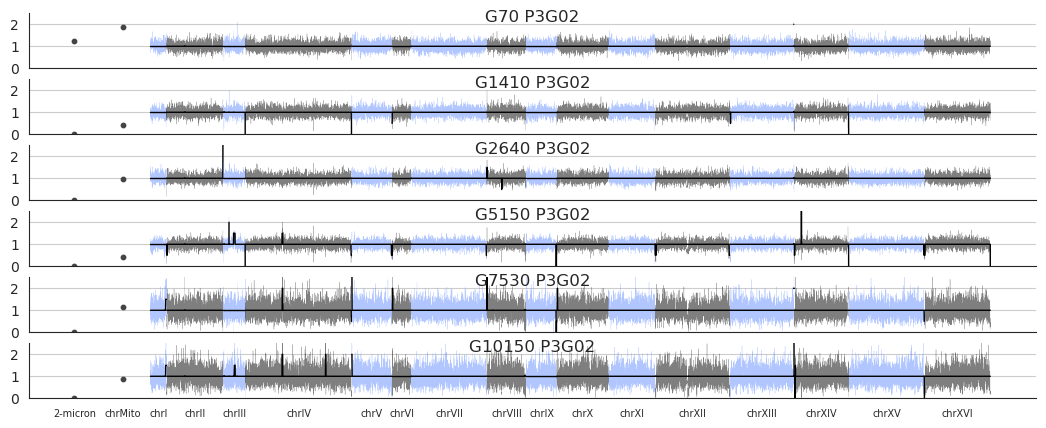 G70 P3G02
2
1
0
G1410 P3G02
2
1
0
G2640 P3G02
2
1
0
G5150 P3G02
2
1
0
G7530 P3G02
2
1
0
G10150 P3G02
2
1
0
2-micron chrMito chrI chrII chrIII chrIV chrV chrVI chrVII chrVIII chrIX chrX chrXI chrXII chrXIII chrXIV chrXV chrXVI